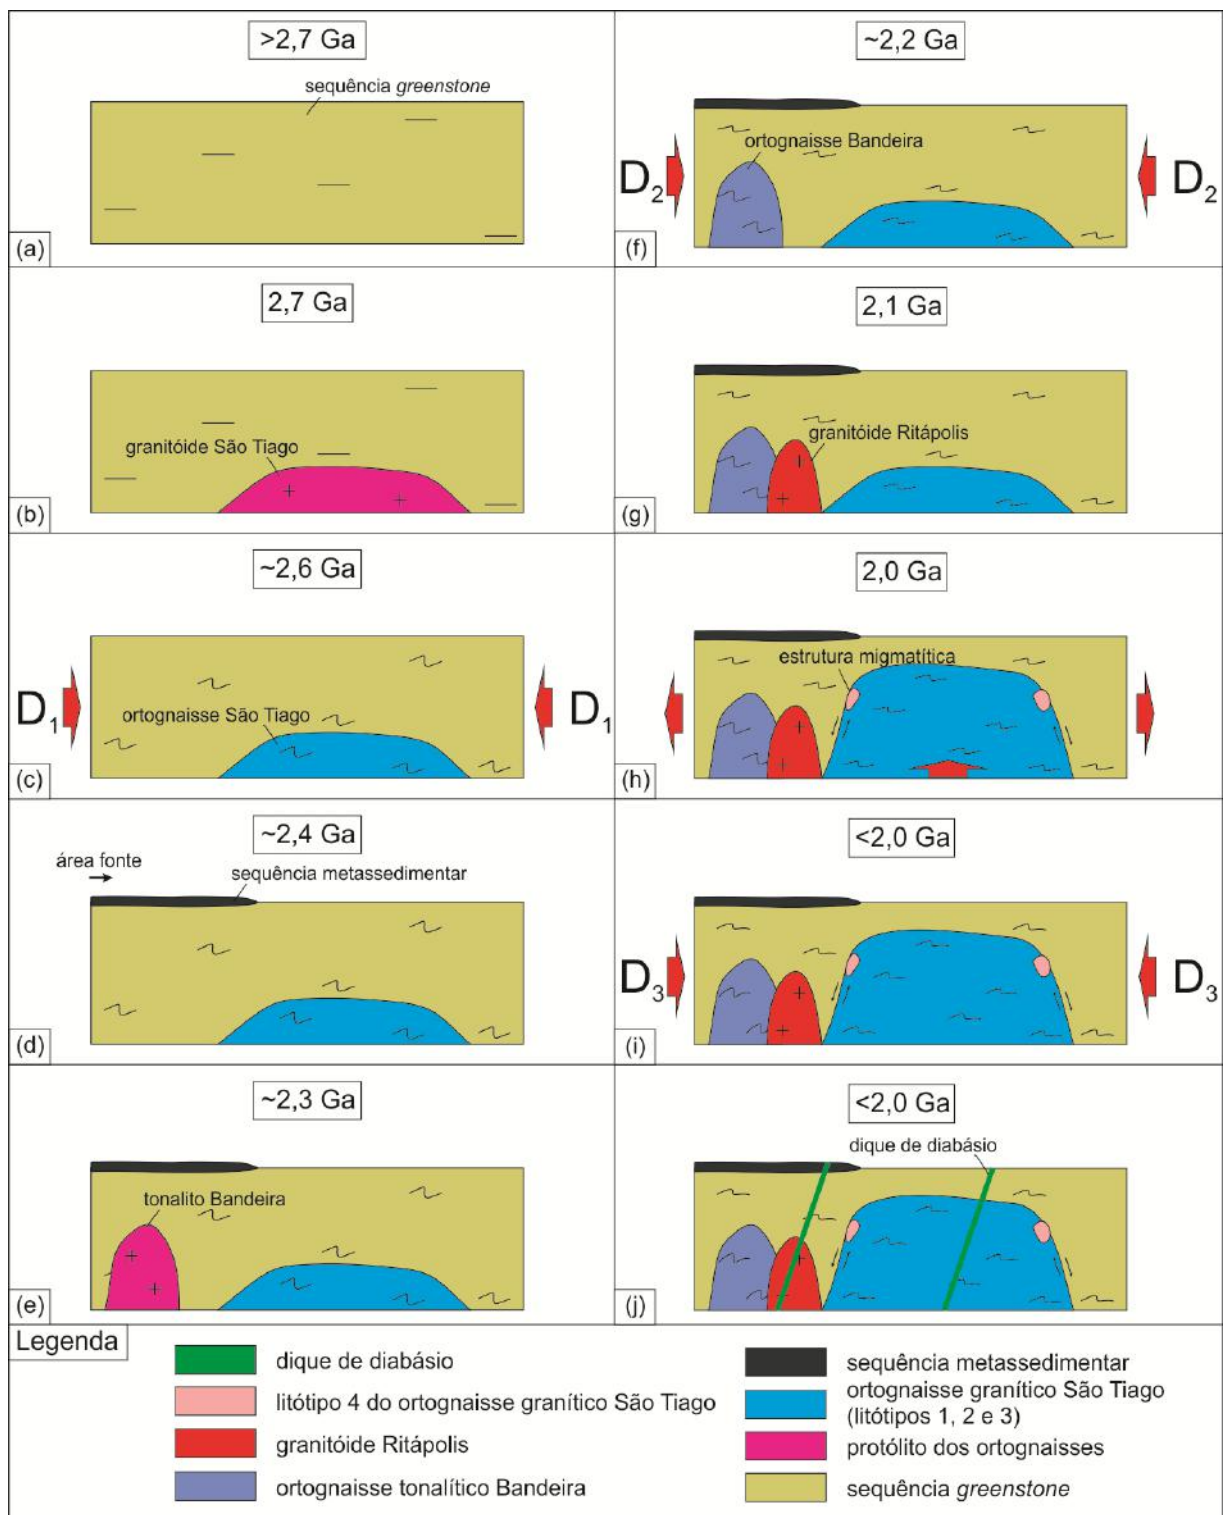 >2,7 Ga
sequência greenstone
(a)
2,7 Ga
granitóide São Tiago
(b)
~2,6 Ga
D1
ortognaisse São Tiago
D1
(c)
~2,4 Ga
área fonte
sequência metassedimentar
(d)
~2,3 Ga
tonalito Bandeira
(e)
~2,2 Ga
ortognaisse Bandeira
D2
D2
(f)
2,1 Ga
granitóide Ritápolis
(g)
2,0 Ga
estrutura migmatítica
(h)
<2,0 Ga
D3
D3
(i)
<2,0 Ga
dique de diabásio
(j)
Legenda
dique de diabásio
litótipo 4 do ortognaisse granítico São Tiago
granitóide Ritápolis
ortognaisse tonalítico Bandeira
sequência metassedimentar
ortognaisse granítico São Tiago
(litótipos 1, 2 e 3)
protólito dos ortognaisses
sequência greenstone